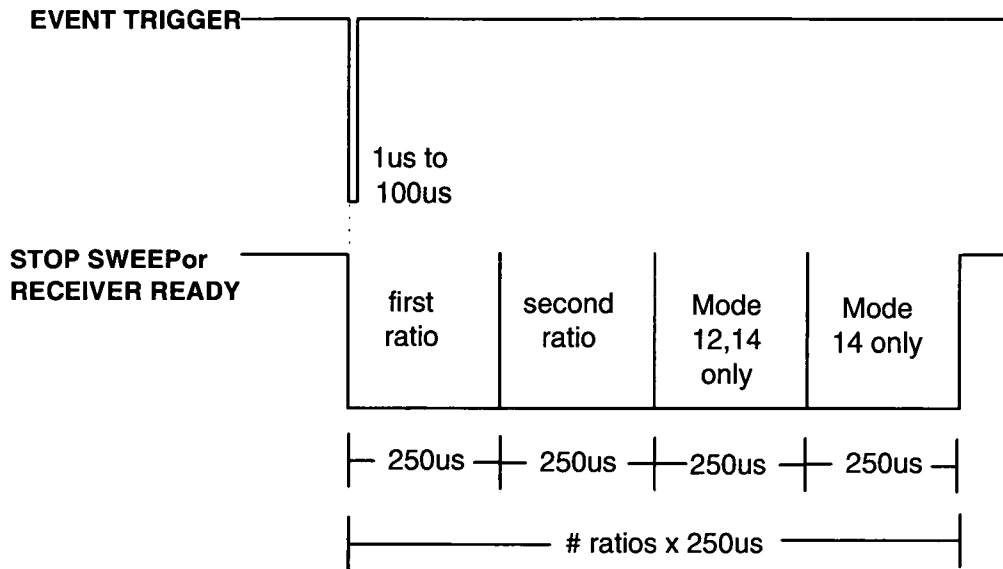 EVENT TRIGGER
1us to
100us
STOP SWEEPor
RECEIVER READY
first
ratio
second
ratio
Mode
12,14
only
Mode
14 only
250us
250us
250us
250us
# ratios x 250us